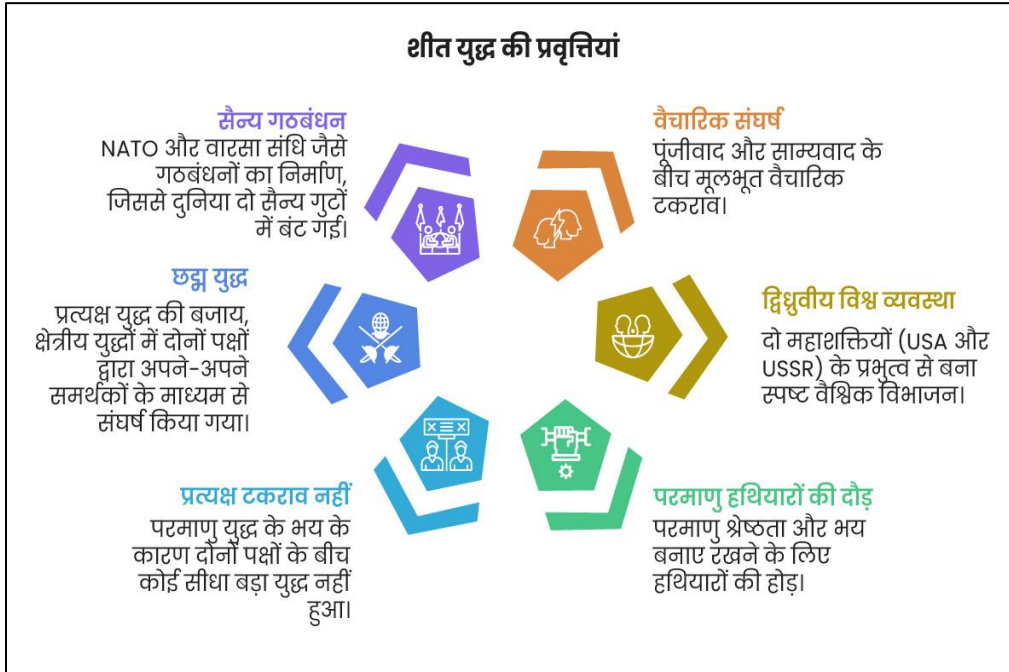 शीत युद्ध की प्रवृत्तियां
सैन्य गठबंधन
NATO और वारसा संधि जैसे
गठबंधनों का निर्माण,
जिससे दुनिया दो सैन्य गुटों
में बंट गई।
वैचारिक संघर्ष
पूंजीवाद और साम्यवाद के
बीच मूलभूत वैचारिक
टकराव।
छद्म युद्ध
प्रत्यक्ष युद्ध की बजाय,
क्षेत्रीय युद्धों में दोनों पक्षों
द्वारा अपने-अपने
समर्थकों के माध्यम से
संघर्ष किया गया।
द्विध्रुवीय विश्व व्यवस्था
दो महाशक्तियों (USA और
USSR) के प्रभुत्व से बना
स्पष्ट वैश्विक विभाजन।
प्रत्यक्ष टकराव नहीं
परमाणु युद्ध के भय के
कारण दोनों पक्षों के बीच
कोई सीधा बड़ा युद्ध नहीं
हुआ।
परमाणु हथियारों की दौड़
परमाणु श्रेष्ठता और भय
बनाए रखने के लिए
हथियारों की होड़।